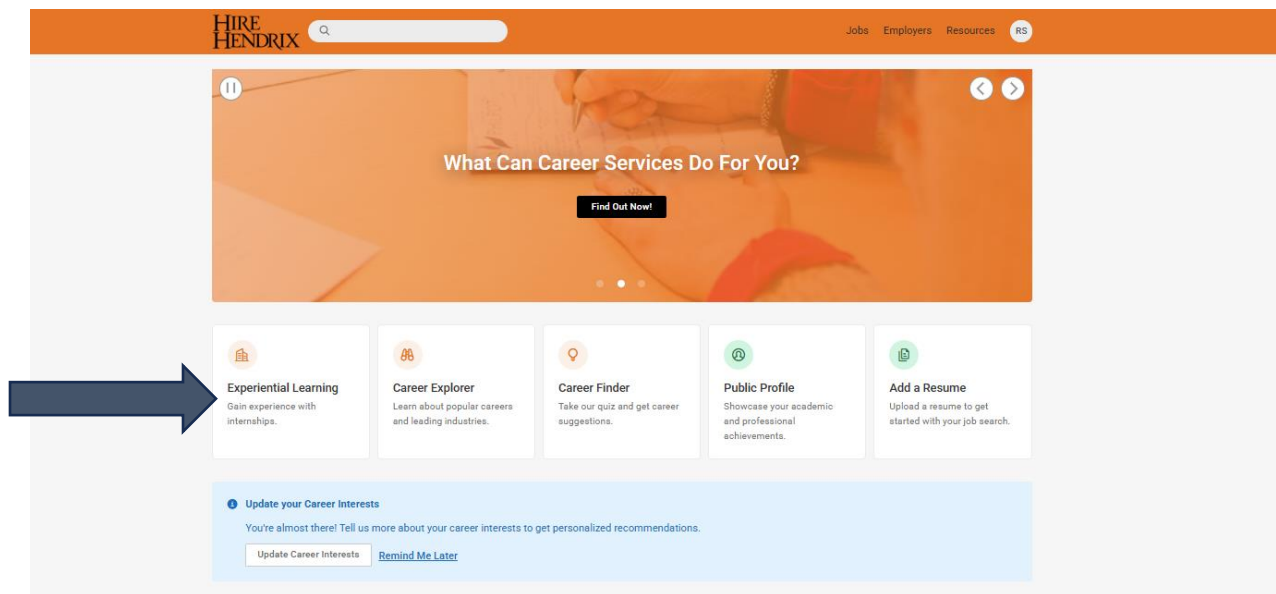 HIRE
HENDRIX
Jobs Employers Resources RS
What Can Career Services Do For You?
Find Out Now!
Experiential Learning
Gain experience with
internships.
Career Explorer
Learn about popular careers
and leading industries.
Career Finder
Take our quiz and get career
suggestions.
Public Profile
Showcase your academic
and professional
achievements.
Add a Resume
Upload a resume to get
started with your job search.
Update your Career Interests
You're almost there! Tell us more about your career interests to get personalized recommendations.
Update Career Interests Remind Me Later